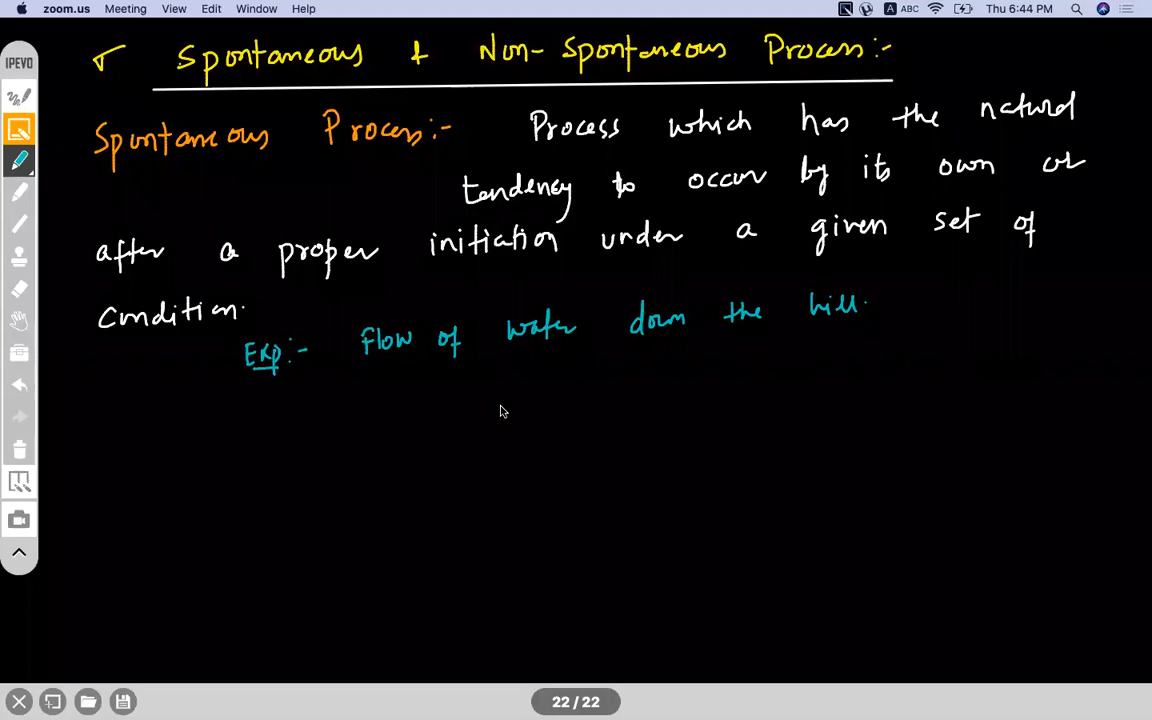 zoom.us Meeting View Edit Window Help A ABC Thu 6:44 PM
IPEVO
Spontaneous & Non-Spontaneous Process:-
Spontaneous Process:- Process which has the natural
tendency to occur by its own or
after a proper initiation under a given set of
Condition.
Exp:- Flow of water down the hill.
22 / 22